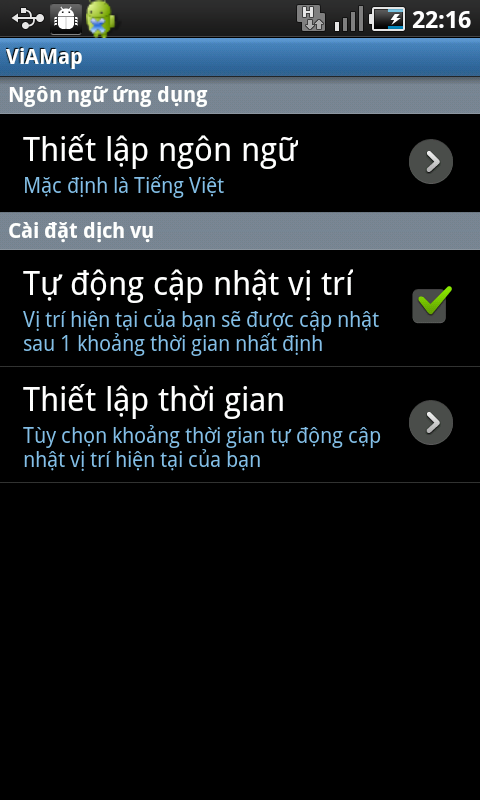 H
22:16
ViAMap
Ngôn ngữ ứng dụng
Thiết lập ngôn ngữ
Mặc định là Tiếng Việt
Cài đặt dịch vụ
Tự động cập nhật vị trí
Vị trí hiện tại của bạn sẽ được cập nhật
sau 1 khoảng thời gian nhất định
Thiết lập thời gian
Tùy chọn khoảng thời gian tự động cập
nhật vị trí hiện tại của bạn